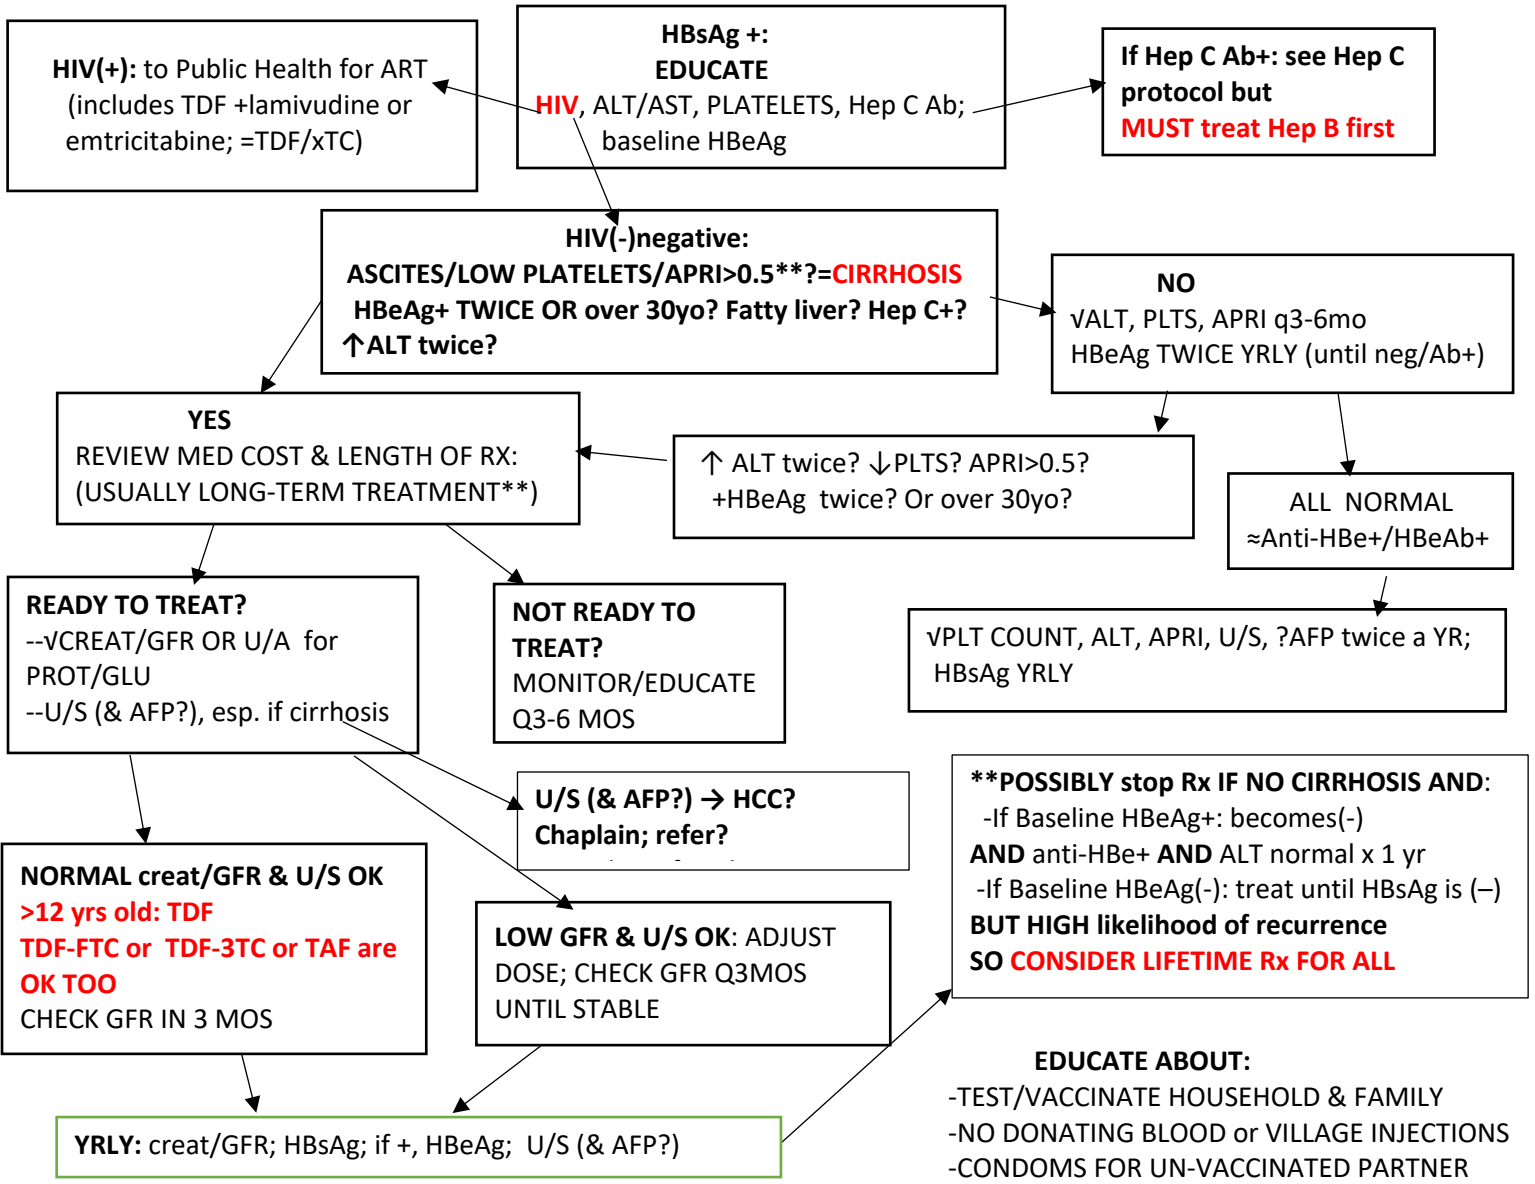 HIV(+): to Public Health for ART
(includes TDF +lamivudine or
emtricitabine; =TDF/xTC)
HBsAg +:
EDUCATE
HIV, ALT/AST, PLATELETS, Hep C Ab;
baseline HBeAg
If Hep C Ab+: see Hep C
protocol but
MUST treat Hep B first
HIV(-)negative:
ASCITES/LOW PLATELETS/APRI>0.5**?=CIRRHOSIS
HBeAg+ TWICE OR over 30yo? Fatty liver? Hep C+?
↑ALT twice?
NO
√ALT, PLTS, APRI q3-6mo
HBeAg TWICE YRLY (until neg/Ab+)
YES
REVIEW MED COST & LENGTH OF RX:
(USUALLY LONG-TERM TREATMENT**)
↑ ALT twice? ↓PLTS? APRI>0.5?
+HBeAg twice? Or over 30yo?
ALL NORMAL
≈Anti-HBe+/HBeAb+
READY TO TREAT?
--√CREAT/GFR OR U/A for
PROT/GLU
--U/S (& AFP?), esp. if cirrhosis
NOT READY TO
TREAT?
MONITOR/EDUCATE
Q3-6 MOS
√PLT COUNT, ALT, APRI, U/S, ?AFP twice a YR;
HBsAg YRLY
U/S (& AFP?) → HCC?
Chaplain; refer?
**POSSIBLY stop Rx IF NO CIRRHOSIS AND:
-If Baseline HBeAg+: becomes(-)
AND anti-HBe+ AND ALT normal x 1 yr
-If Baseline HBeAg(-): treat until HBsAg is (–)
BUT HIGH likelihood of recurrence
SO CONSIDER LIFETIME Rx FOR ALL
NORMAL creat/GFR & U/S OK
>12 yrs old: TDF
TDF-FTC or TDF-3TC or TAF are
OK TOO
CHECK GFR IN 3 MOS
LOW GFR & U/S OK: ADJUST
DOSE; CHECK GFR Q3MOS
UNTIL STABLE
YRLY: creat/GFR; HBsAg; if +, HBeAg; U/S (& AFP?)
EDUCATE ABOUT:
-TEST/VACCINATE HOUSEHOLD & FAMILY
-NO DONATING BLOOD or VILLAGE INJECTIONS
-CONDOMS FOR UN-VACCINATED PARTNER